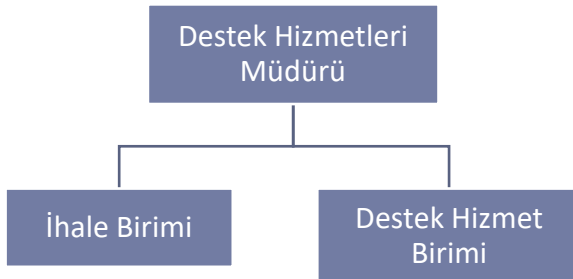 Destek Hizmetleri
Müdürü
İhale Birimi
Destek Hizmet
Birimi